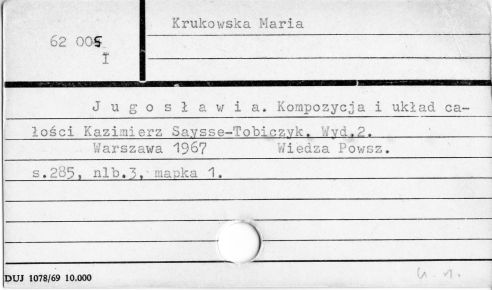 Krukowska Maria
62 005
I
Jugosławia. Kompozycja i układ ca-
łości Kazimierz Saysse-Tobiczyk. Wyd.2.
Warszawa 1967 Wiedza Powsz.
s.285, nlb.3, mapka 1.
DUJ 1078/69 10.000